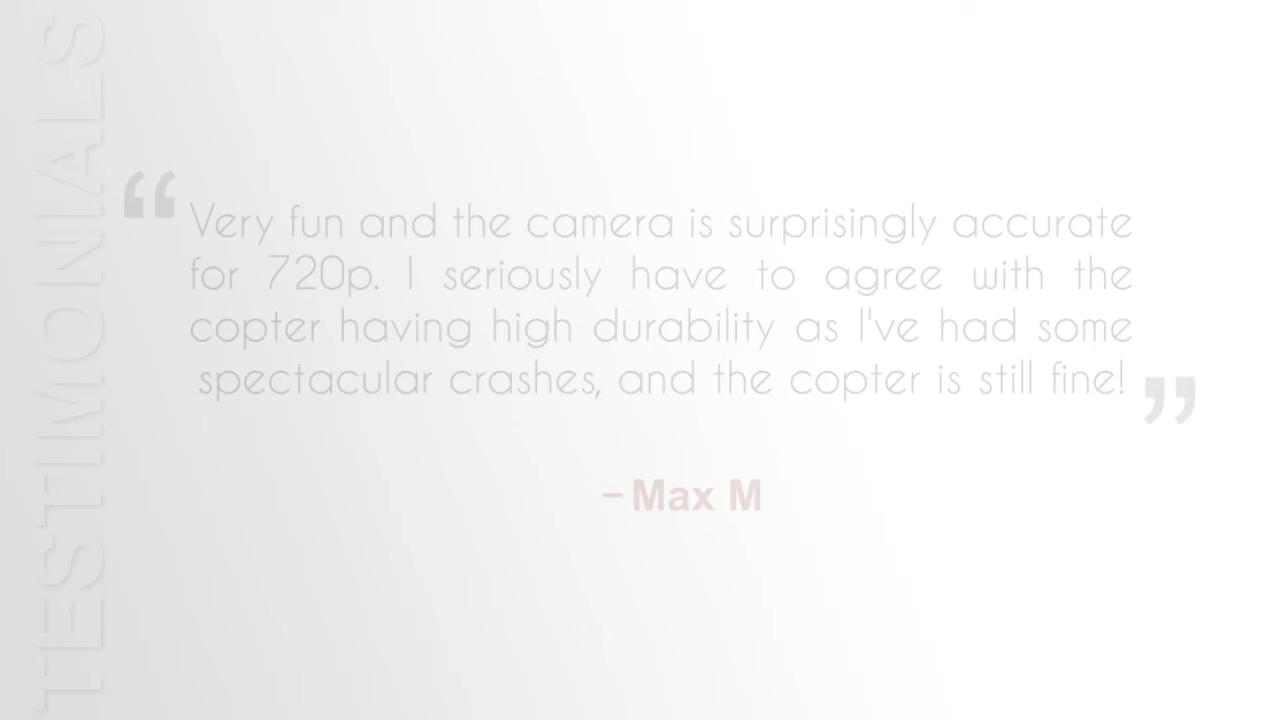 TESTIMONIALS
“Very fun and the camera is surprisingly accurate
for 720p. I seriously have to agree with the
copter having high durability as I've had some
spectacular crashes, and the copter is still fine!”
– Max M